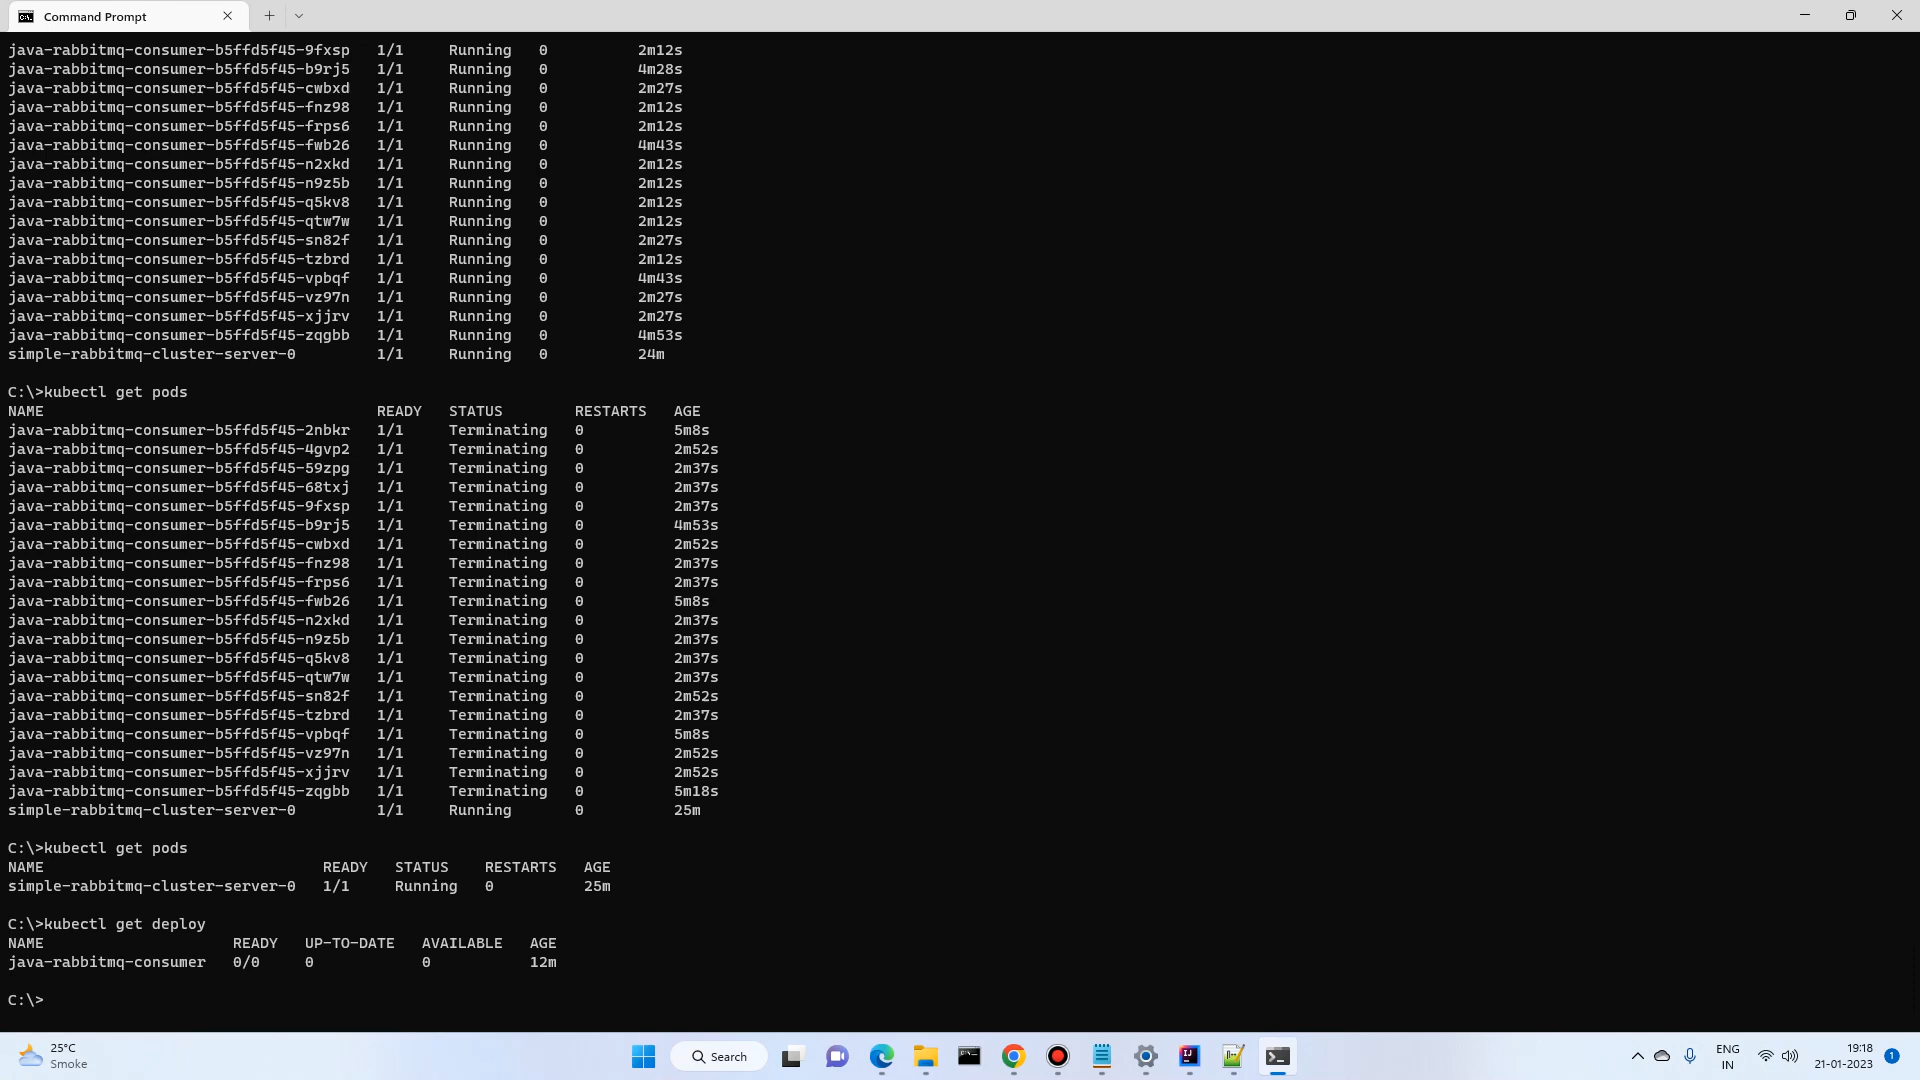 Command Prompt
java-rabbitmq-consumer-b5ffd5f45-9fxsp 1/1 Running 0 2m12s
java-rabbitmq-consumer-b5ffd5f45-b9rj5 1/1 Running 0 4m28s
java-rabbitmq-consumer-b5ffd5f45-cwbxd 1/1 Running 0 2m27s
java-rabbitmq-consumer-b5ffd5f45-fnz98 1/1 Running 0 2m12s
java-rabbitmq-consumer-b5ffd5f45-frps6 1/1 Running 0 2m12s
java-rabbitmq-consumer-b5ffd5f45-fwb26 1/1 Running 0 4m43s
java-rabbitmq-consumer-b5ffd5f45-n2xkd 1/1 Running 0 2m12s
java-rabbitmq-consumer-b5ffd5f45-n9z5b 1/1 Running 0 2m12s
java-rabbitmq-consumer-b5ffd5f45-q5kv8 1/1 Running 0 2m12s
java-rabbitmq-consumer-b5ffd5f45-qtw7w 1/1 Running 0 2m12s
java-rabbitmq-consumer-b5ffd5f45-sn82f 1/1 Running 0 2m27s
java-rabbitmq-consumer-b5ffd5f45-tzbrd 1/1 Running 0 2m12s
java-rabbitmq-consumer-b5ffd5f45-vpbqf 1/1 Running 0 4m43s
java-rabbitmq-consumer-b5ffd5f45-vz97n 1/1 Running 0 2m27s
java-rabbitmq-consumer-b5ffd5f45-xjjrv 1/1 Running 0 2m27s
java-rabbitmq-consumer-b5ffd5f45-zqgbb 1/1 Running 0 4m53s
simple-rabbitmq-cluster-server-0 1/1 Running 0 24m
C:\>kubectl get pods
NAME READY STATUS RESTARTS AGE
java-rabbitmq-consumer-b5ffd5f45-2nbkr 1/1 Terminating 0 5m8s
java-rabbitmq-consumer-b5ffd5f45-4gvp2 1/1 Terminating 0 2m52s
java-rabbitmq-consumer-b5ffd5f45-59zpg 1/1 Terminating 0 2m37s
java-rabbitmq-consumer-b5ffd5f45-68txj 1/1 Terminating 0 2m37s
java-rabbitmq-consumer-b5ffd5f45-9fxsp 1/1 Terminating 0 2m37s
java-rabbitmq-consumer-b5ffd5f45-b9rj5 1/1 Terminating 0 4m53s
java-rabbitmq-consumer-b5ffd5f45-cwbxd 1/1 Terminating 0 2m52s
java-rabbitmq-consumer-b5ffd5f45-fnz98 1/1 Terminating 0 2m37s
java-rabbitmq-consumer-b5ffd5f45-frps6 1/1 Terminating 0 2m37s
java-rabbitmq-consumer-b5ffd5f45-fwb26 1/1 Terminating 0 5m8s
java-rabbitmq-consumer-b5ffd5f45-n2xkd 1/1 Terminating 0 2m37s
java-rabbitmq-consumer-b5ffd5f45-n9z5b 1/1 Terminating 0 2m37s
java-rabbitmq-consumer-b5ffd5f45-q5kv8 1/1 Terminating 0 2m37s
java-rabbitmq-consumer-b5ffd5f45-qtw7w 1/1 Terminating 0 2m37s
java-rabbitmq-consumer-b5ffd5f45-sn82f 1/1 Terminating 0 2m52s
java-rabbitmq-consumer-b5ffd5f45-tzbrd 1/1 Terminating 0 2m37s
java-rabbitmq-consumer-b5ffd5f45-vpbqf 1/1 Terminating 0 5m8s
java-rabbitmq-consumer-b5ffd5f45-vz97n 1/1 Terminating 0 2m52s
java-rabbitmq-consumer-b5ffd5f45-xjjrv 1/1 Terminating 0 2m52s
java-rabbitmq-consumer-b5ffd5f45-zqgbb 1/1 Terminating 0 5m18s
simple-rabbitmq-cluster-server-0 1/1 Running 0 25m
C:\>kubectl get pods
NAME READY STATUS RESTARTS AGE
simple-rabbitmq-cluster-server-0 1/1 Running 0 25m
C:\>kubectl get deploy
NAME READY UP-TO-DATE AVAILABLE AGE
java-rabbitmq-consumer 0/0 0 0 12m
C:\>
25°C
Smoke
Search
ENG
IN
19:18
21-01-2023
1